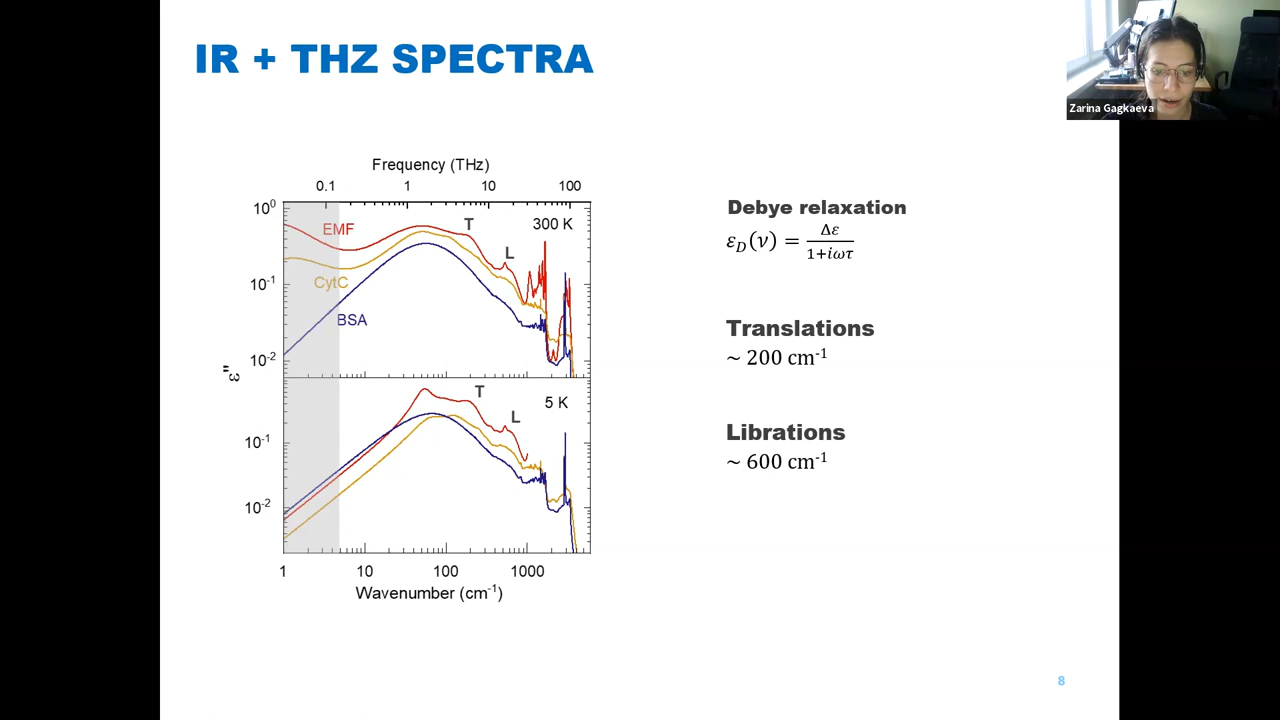 IR + THZ SPECTRA
Zarina Gagkaeva
Frequency (THz)
0.1 1 10 100
10⁰
EMF
T
300 K
L
10⁻¹
CytC
BSA
10⁻²
ε"
T
5 K
L
10⁻¹
10⁻²
1 10 100 1000
Wavenumber (cm⁻¹)
Debye relaxation
ε_D(ν) = Δε / (1+iωτ)
Translations
~ 200 cm⁻¹
Librations
~ 600 cm⁻¹
8